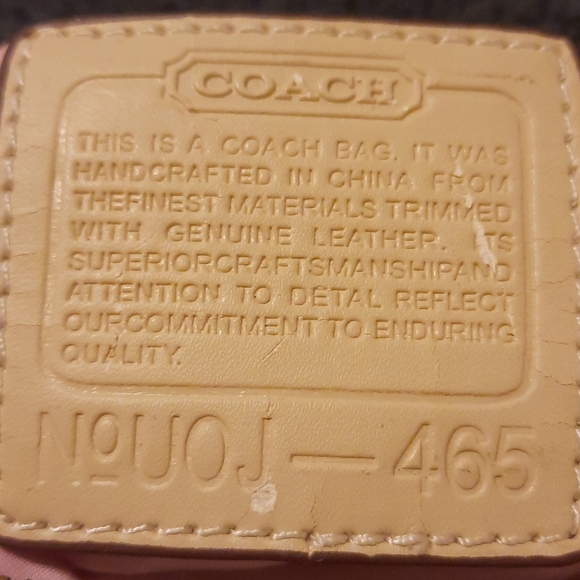 COACH
THIS IS A COACH BAG. IT WAS
HANDCRAFTED IN CHINA FROM
THEFINEST MATERIALS TRIMMED
WITH GENUINE LEATHER. ITS
SUPERIORCRAFTSMANSHIPAND
ATTENTION TO DETAL REFLECT
OURCOMMITMENT TO ENDURING
QUALITY.
NºU0J — 465